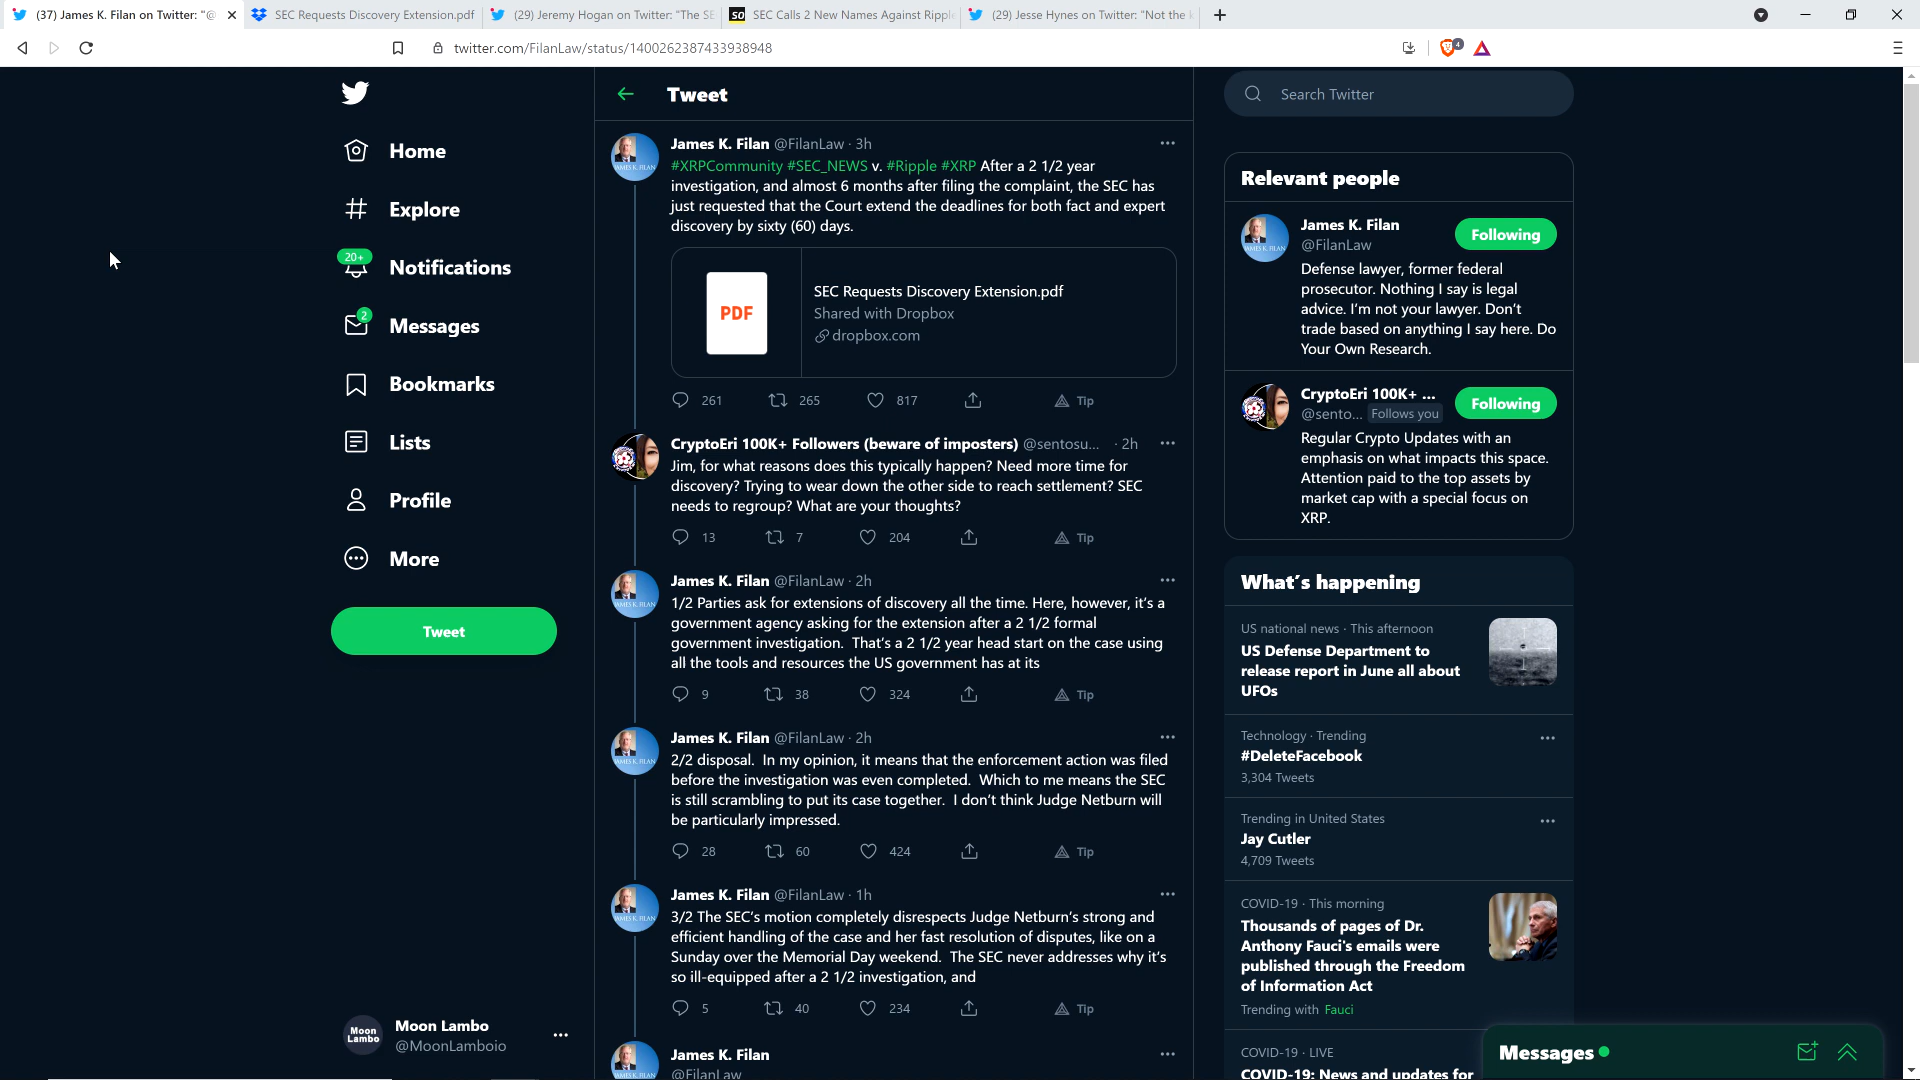 (37) James K. Filan on Twitter: "@
SEC Requests Discovery Extension.pdf
(29) Jeremy Hogan on Twitter: "The SE
SO SEC Calls 2 New Names Against Ripple
(29) Jesse Hynes on Twitter: "Not the k
twitter.com/FilanLaw/status/1400262387433938948
4
Home
Explore
20+
Notifications
2
Messages
Bookmarks
Lists
Profile
More
Tweet
Moon Lambo
Moon Lambo
@MoonLamboio
Tweet
James K. Filan @FilanLaw · 3h
#XRPCommunity #SEC_NEWS v. #Ripple #XRP After a 2 1/2 year
investigation, and almost 6 months after filing the complaint, the SEC has
just requested that the Court extend the deadlines for both fact and expert
discovery by sixty (60) days.
PDF
SEC Requests Discovery Extension.pdf
Shared with Dropbox
dropbox.com
261 265 817 Tip
CryptoEri 100K+ Followers (beware of imposters) @sentosu... · 2h
Jim, for what reasons does this typically happen? Need more time for
discovery? Trying to wear down the other side to reach settlement? SEC
needs to regroup? What are your thoughts?
13 7 204 Tip
James K. Filan @FilanLaw · 2h
1/2 Parties ask for extensions of discovery all the time. Here, however, it's a
government agency asking for the extension after a 2 1/2 formal
government investigation. That's a 2 1/2 year head start on the case using
all the tools and resources the US government has at its
9 38 324 Tip
James K. Filan @FilanLaw · 2h
2/2 disposal. In my opinion, it means that the enforcement action was filed
before the investigation was even completed. Which to me means the SEC
is still scrambling to put its case together. I don't think Judge Netburn will
be particularly impressed.
28 60 424 Tip
James K. Filan @FilanLaw · 1h
3/2 The SEC's motion completely disrespects Judge Netburn's strong and
efficient handling of the case and her fast resolution of disputes, like on a
Sunday over the Memorial Day weekend. The SEC never addresses why it's
so ill-equipped after a 2 1/2 investigation, and
5 40 234 Tip
James K. Filan
@FilanLaw
Search Twitter
Relevant people
James K. Filan
@FilanLaw
Following
Defense lawyer, former federal
prosecutor. Nothing I say is legal
advice. I'm not your lawyer. Don't
trade based on anything I say here. Do
Your Own Research.
CryptoEri 100K+ ...
@sento... Follows you
Following
Regular Crypto Updates with an
emphasis on what impacts this space.
Attention paid to the top assets by
market cap with a special focus on
XRP.
What's happening
US national news · This afternoon
US Defense Department to
release report in June all about
UFOs
Technology · Trending
#DeleteFacebook
3,304 Tweets
Trending in United States
Jay Cutler
4,709 Tweets
COVID-19 · This morning
Thousands of pages of Dr.
Anthony Fauci's emails were
published through the Freedom
of Information Act
Trending with Fauci
COVID-19 · LIVE
COVID-19: News and updates for
Messages